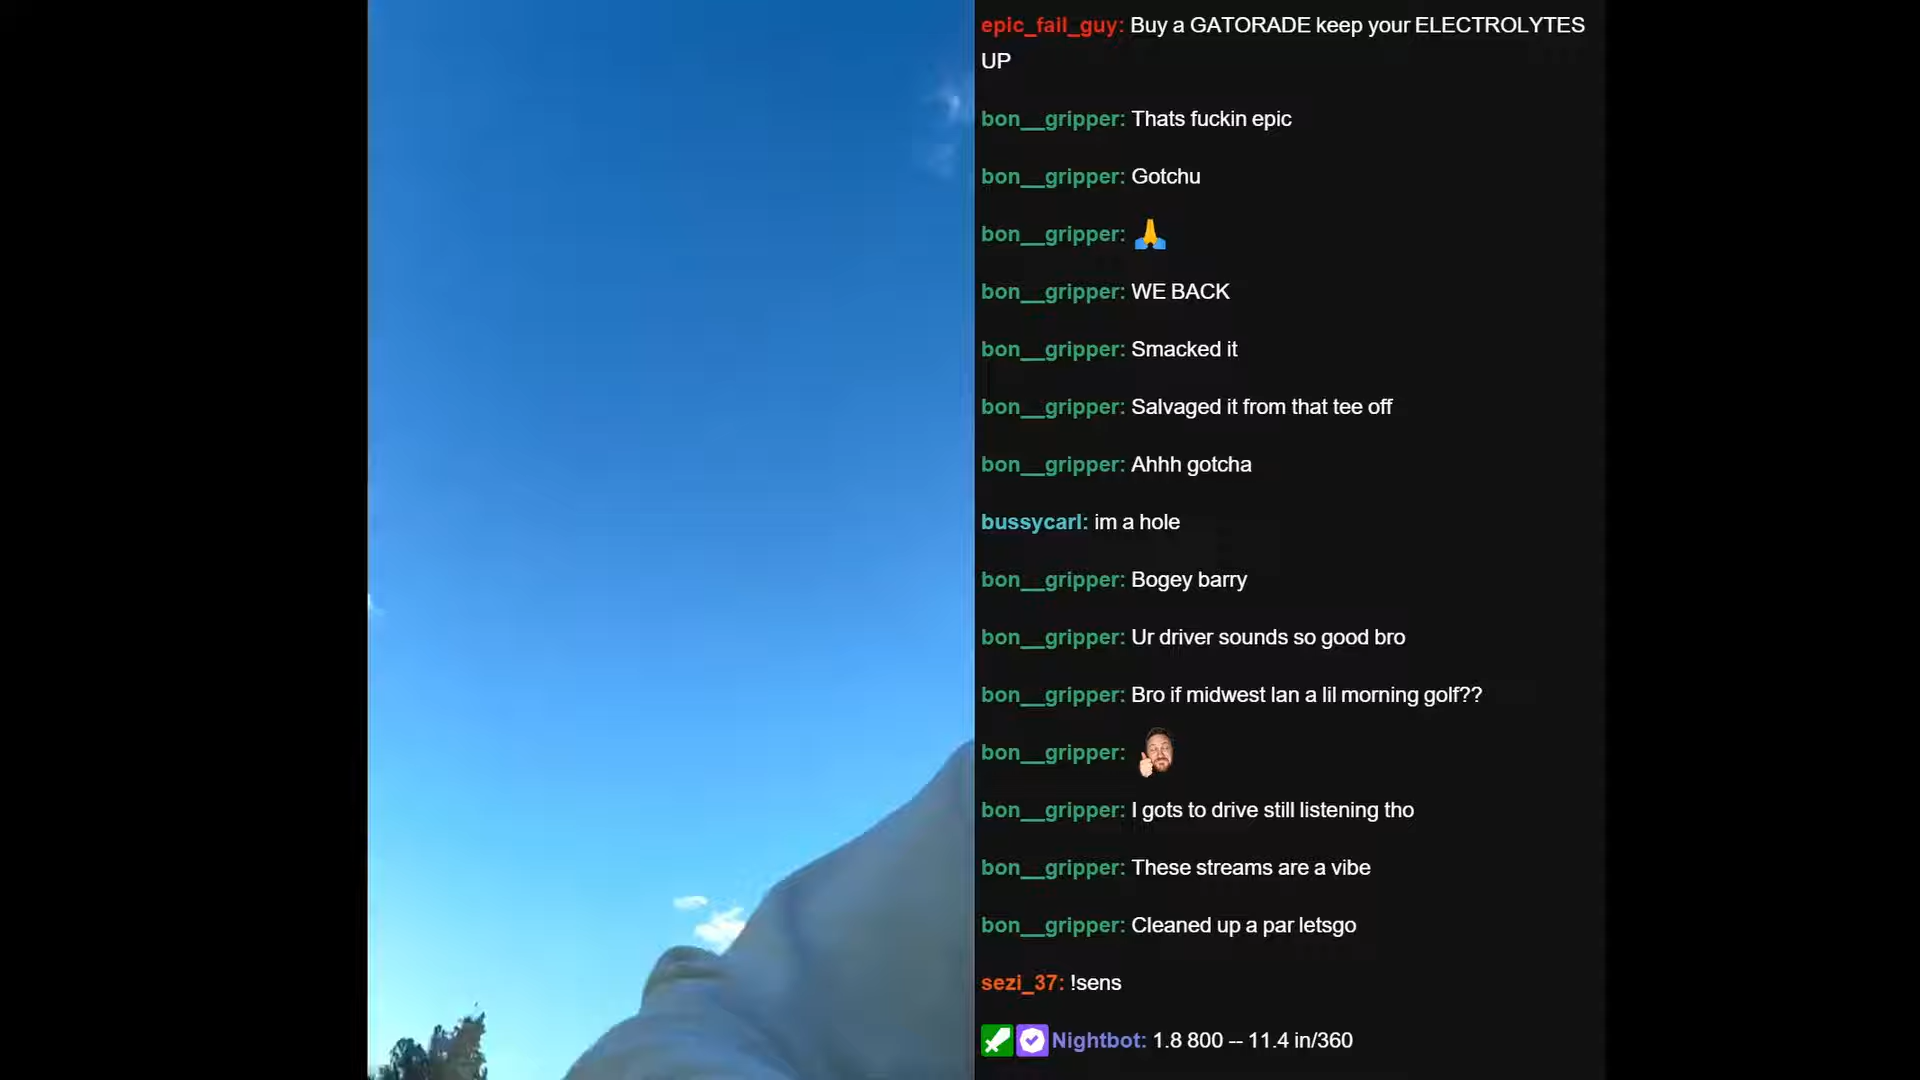 epic_fail_guy: Buy a GATORADE keep your ELECTROLYTES
UP
bon__gripper: Thats fuckin epic
bon__gripper: Gotchu
bon__gripper: 🙏
bon__gripper: WE BACK
bon__gripper: Smacked it
bon__gripper: Salvaged it from that tee off
bon__gripper: Ahhh gotcha
bussycarl: im a hole
bon__gripper: Bogey barry
bon__gripper: Ur driver sounds so good bro
bon__gripper: Bro if midwest lan a lil morning golf??
bon__gripper:
bon__gripper: I gots to drive still listening tho
bon__gripper: These streams are a vibe
bon__gripper: Cleaned up a par letsgo
sezi_37: !sens
Nightbot: 1.8 800 -- 11.4 in/360